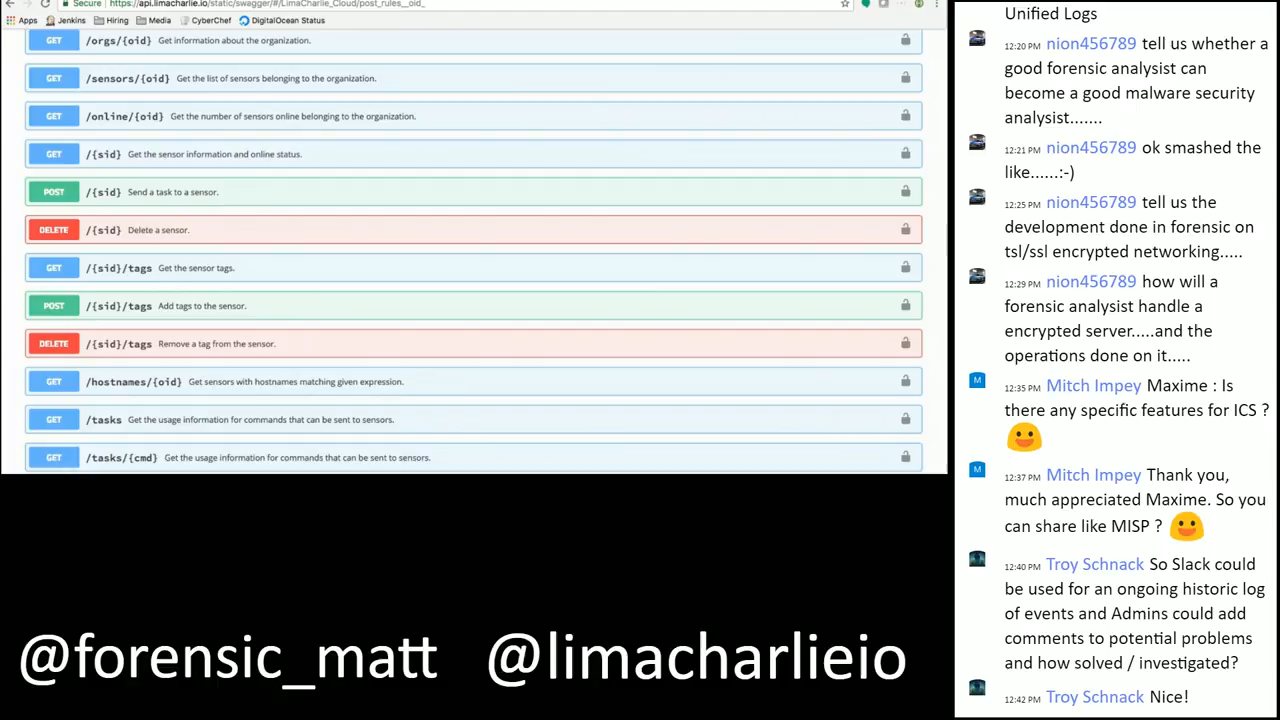 Secure https://api.limacharlie.io/static/swagger/#/LimaCharlie_Cloud/post_rules__oid_
Apps Jenkins Hiring Media CyberChef DigitalOcean Status
GET /orgs/{oid} Get information about the organization.
GET /sensors/{oid} Get the list of sensors belonging to the organization.
GET /online/{oid} Get the number of sensors online belonging to the organization.
GET /{sid} Get the sensor information and online status.
POST /{sid} Send a task to a sensor.
DELETE /{sid} Delete a sensor.
GET /{sid}/tags Get the sensor tags.
POST /{sid}/tags Add tags to the sensor.
DELETE /{sid}/tags Remove a tag from the sensor.
GET /hostnames/{oid} Get sensors with hostnames matching given expression.
GET /tasks Get the usage information for commands that can be sent to sensors.
GET /tasks/{cmd} Get the usage information for commands that can be sent to sensors.
@forensic_matt @limacharlieio
Unified Logs
12:20 PM nion456789 tell us whether a
good forensic analyst can
become a good malware security
analyst.......
12:21 PM nion456789 ok smashed the
like......:-)
12:25 PM nion456789 tell us the
development done in forensic on
tsl/ssl encrypted networking.....
12:29 PM nion456789 how will a
forensic analyst handle a
encrypted server.....and the
operations done on it.....
M
12:35 PM Mitch Impey Maxime : Is
there any specific features for ICS ?
M
12:37 PM Mitch Impey Thank you,
much appreciated Maxime. So you
can share like MISP ?
12:40 PM Troy Schnack So Slack could
be used for an ongoing historic log
of events and Admins could add
comments to potential problems
and how solved / investigated?
12:42 PM Troy Schnack Nice!